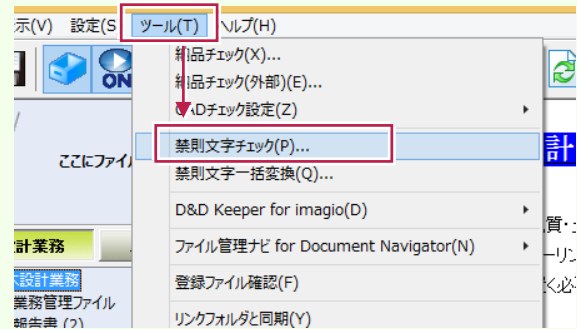 示(V) 設定(S ツール(T) ヘルプ(H)
納品チェック(X)...
納品チェック(外部)(E)...
CADチェック設定(Z)
禁則文字チェック(P)...
禁則文字一括変換(Q)...
D&D Keeper for imagio(D)
ファイル管理ナビ for Document Navigator(N)
登録ファイル確認(F)
リンクフォルダと同期(Y)
ON
ここにファイル
計業務
設計業務
業務管理ファイル
報告書 (2)
計
質・
ーリン
く必